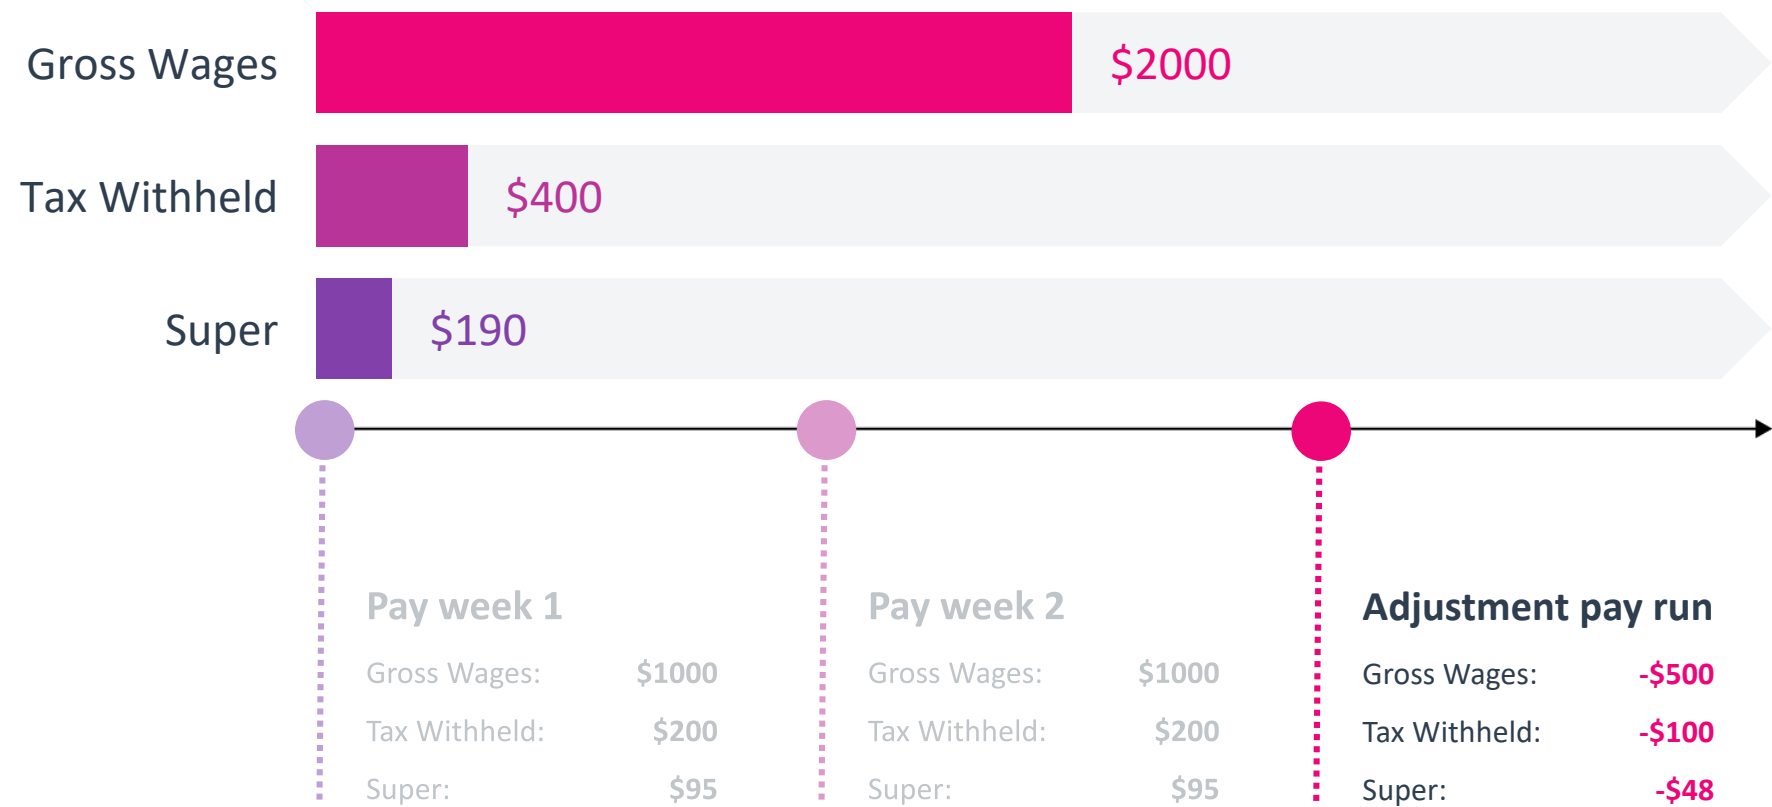 Gross Wages $2000
Tax Withheld $400
Super $190
Pay week 1
Gross Wages: $1000
Tax Withheld: $200
Super: $95
Pay week 2
Gross Wages: $1000
Tax Withheld: $200
Super: $95
Adjustment pay run
Gross Wages: -$500
Tax Withheld: -$100
Super: -$48